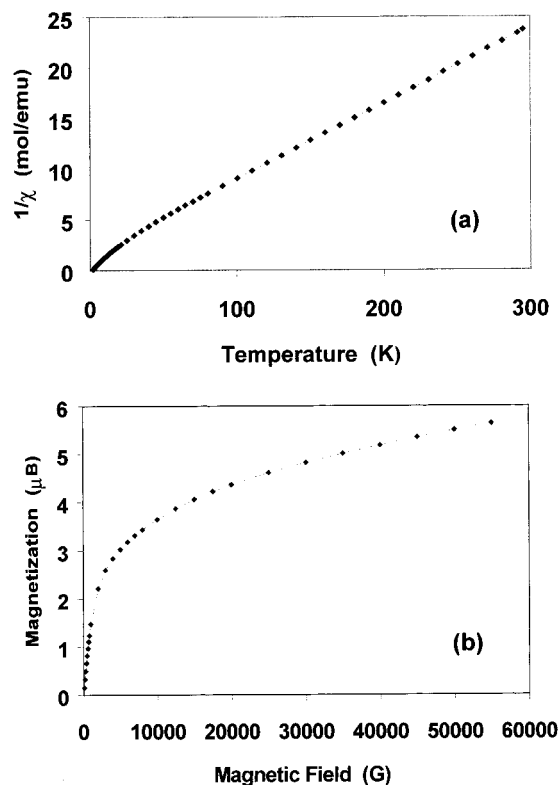 25
20
15
10
5
0
1/χ (mol/emu)
(a)
0 100 200 300
Temperature (K)
6
5
4
3
2
1
0
Magnetization (μB)
(b)
0 10000 20000 30000 40000 50000 60000
Magnetic Field (G)